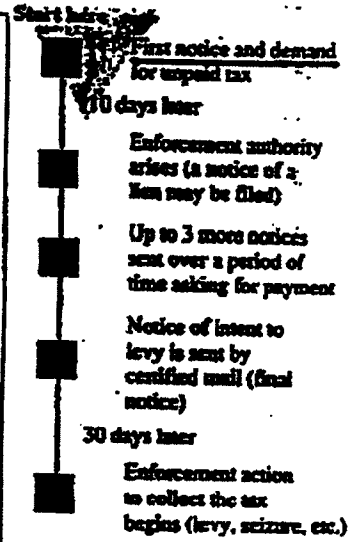 Start here
First notice and demand
for unpaid tax
10 days later
Enforcement authority
arises (a notice of a
lien may be filed)
Up to 3 more notices
sent over a period of
time asking for payment
Notice of intent to
levy is sent by
certified mail (final
notice)
30 days later
Enforcement action
to collect the tax
begins (levy, seizure, etc.)